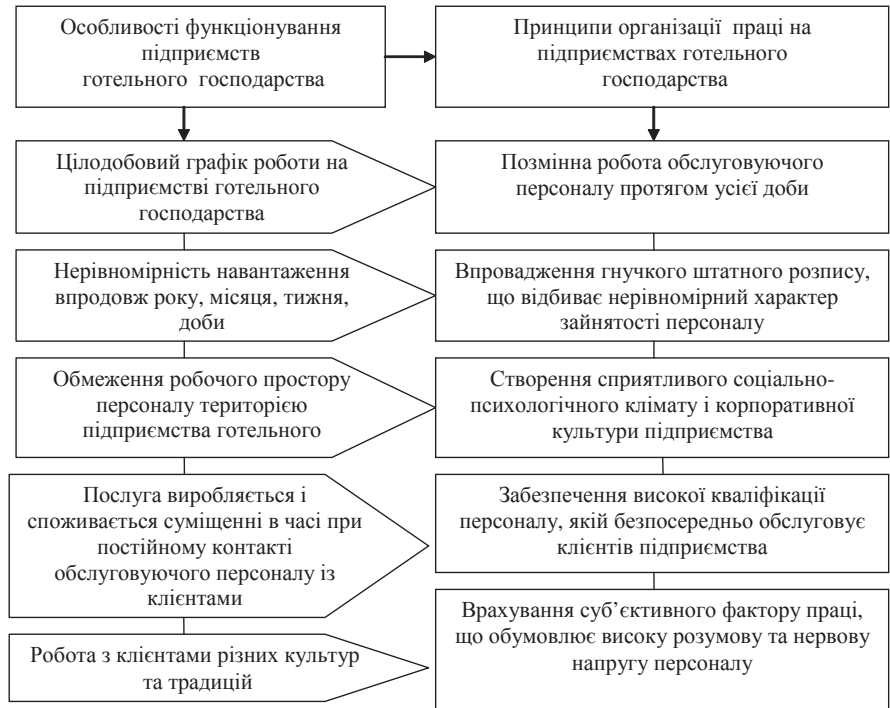 Особливості функціонування
підприємств
готельного господарства
Принципи організації праці на
підприємствах готельного
господарства
Цілодобовий графік роботи на
підприємстві готельного
господарства
Позмінна робота обслуговуючого
персоналу протягом усієї доби
Нерівномірність навантаження
впродовж року, місяця, тижня,
доби
Впровадження гнучкого штатного розпису,
що відбиває нерівномірний характер
зайнятості персоналу
Обмеження робочого простору
персоналу територією
підприємства готельного
Створення сприятливого соціально-
психологічного клімату і корпоративної
культури підприємства
Послуга виробляється і
споживається суміщенні в часі при
постійному контакті
обслуговуючого персоналу із
клієнтами
Забезпечення високої кваліфікації
персоналу, якій безпосередньо обслуговує
клієнтів підприємства
Робота з клієнтами різних культур
та традицій
Врахування суб’єктивного фактору праці,
що обумовлює високу розумову та нервову
напругу персоналу